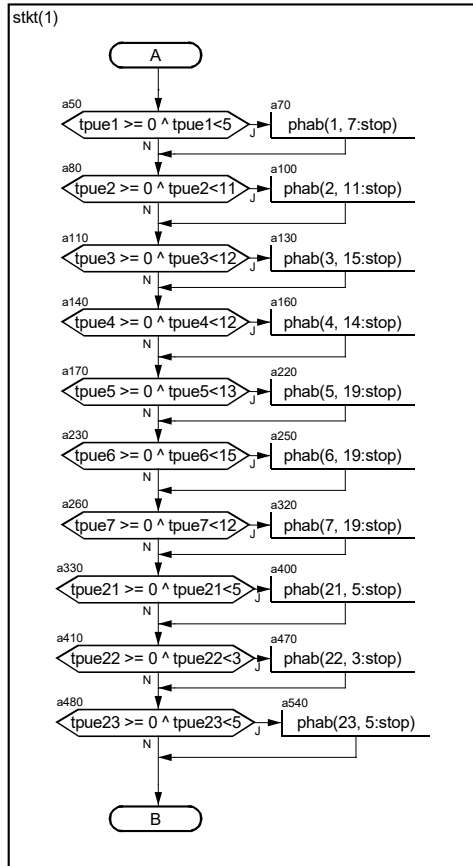 stkt(1)
A
a50
tpue1 >= 0 ^ tpue1<5
J
N
a70
phab(1, 7:stop)
a80
tpue2 >= 0 ^ tpue2<11
J
N
a100
phab(2, 11:stop)
a110
tpue3 >= 0 ^ tpue3<12
J
N
a130
phab(3, 15:stop)
a140
tpue4 >= 0 ^ tpue4<12
J
N
a160
phab(4, 14:stop)
a170
tpue5 >= 0 ^ tpue5<13
J
N
a220
phab(5, 19:stop)
a230
tpue6 >= 0 ^ tpue6<15
J
N
a250
phab(6, 19:stop)
a260
tpue7 >= 0 ^ tpue7<12
J
N
a320
phab(7, 19:stop)
a330
tpue21 >= 0 ^ tpue21<5
J
N
a400
phab(21, 5:stop)
a410
tpue22 >= 0 ^ tpue22<3
J
N
a470
phab(22, 3:stop)
a480
tpue23 >= 0 ^ tpue23<5
J
N
a540
phab(23, 5:stop)
B